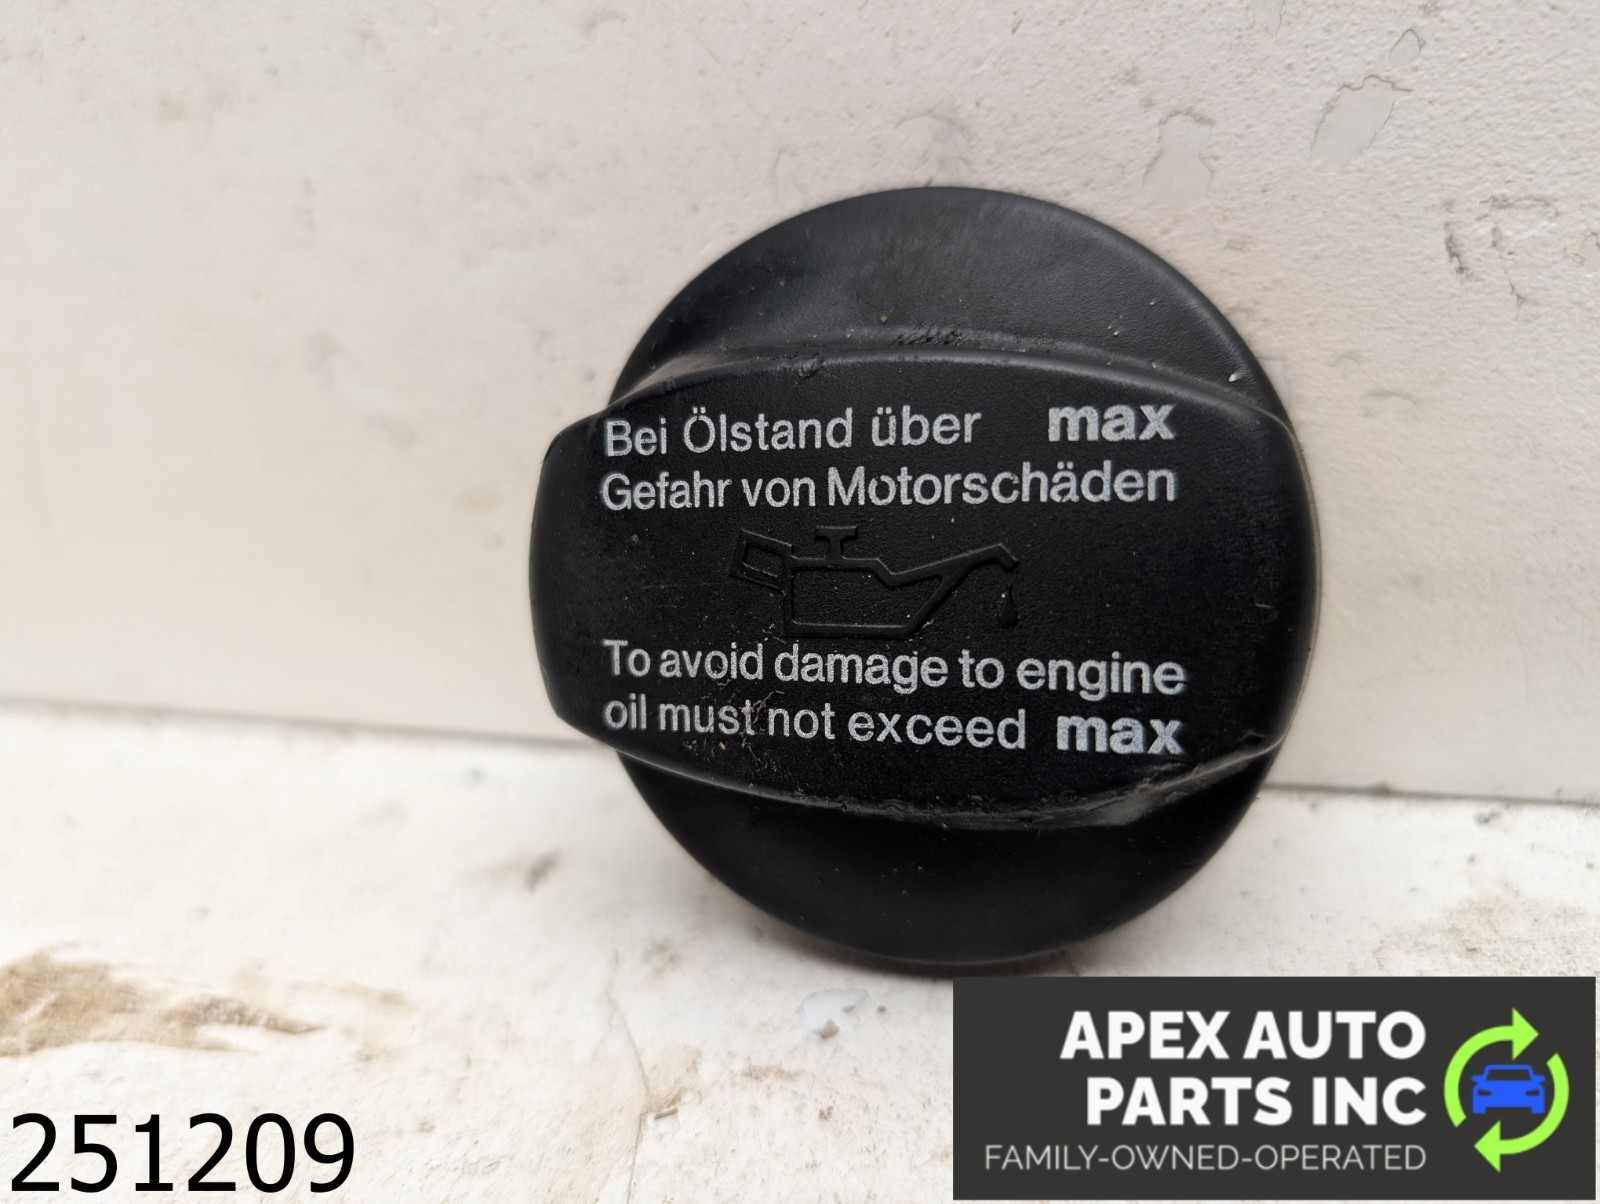 Bei Ölstand über max
Gefahr von Motorschäden
To avoid damage to engine
oil must not exceed max
APEX AUTO
PARTS INC
FAMILY-OWNED-OPERATED
251209